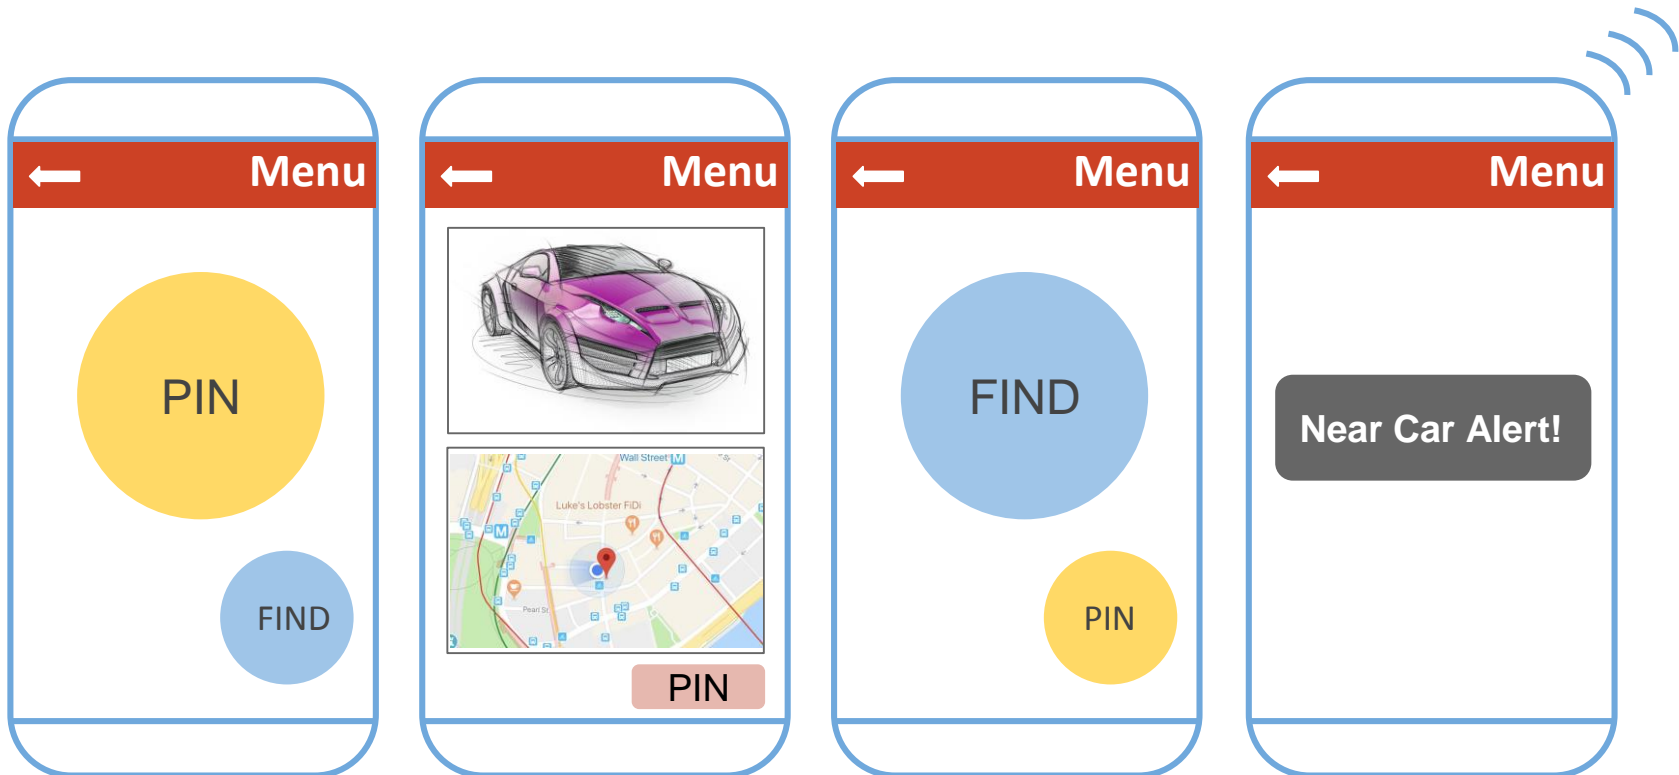 Menu
PIN
FIND
Menu
Wall Street M
Luke's Lobster FiDi
M
Pearl St
PIN
Menu
FIND
PIN
Menu
Near Car Alert!